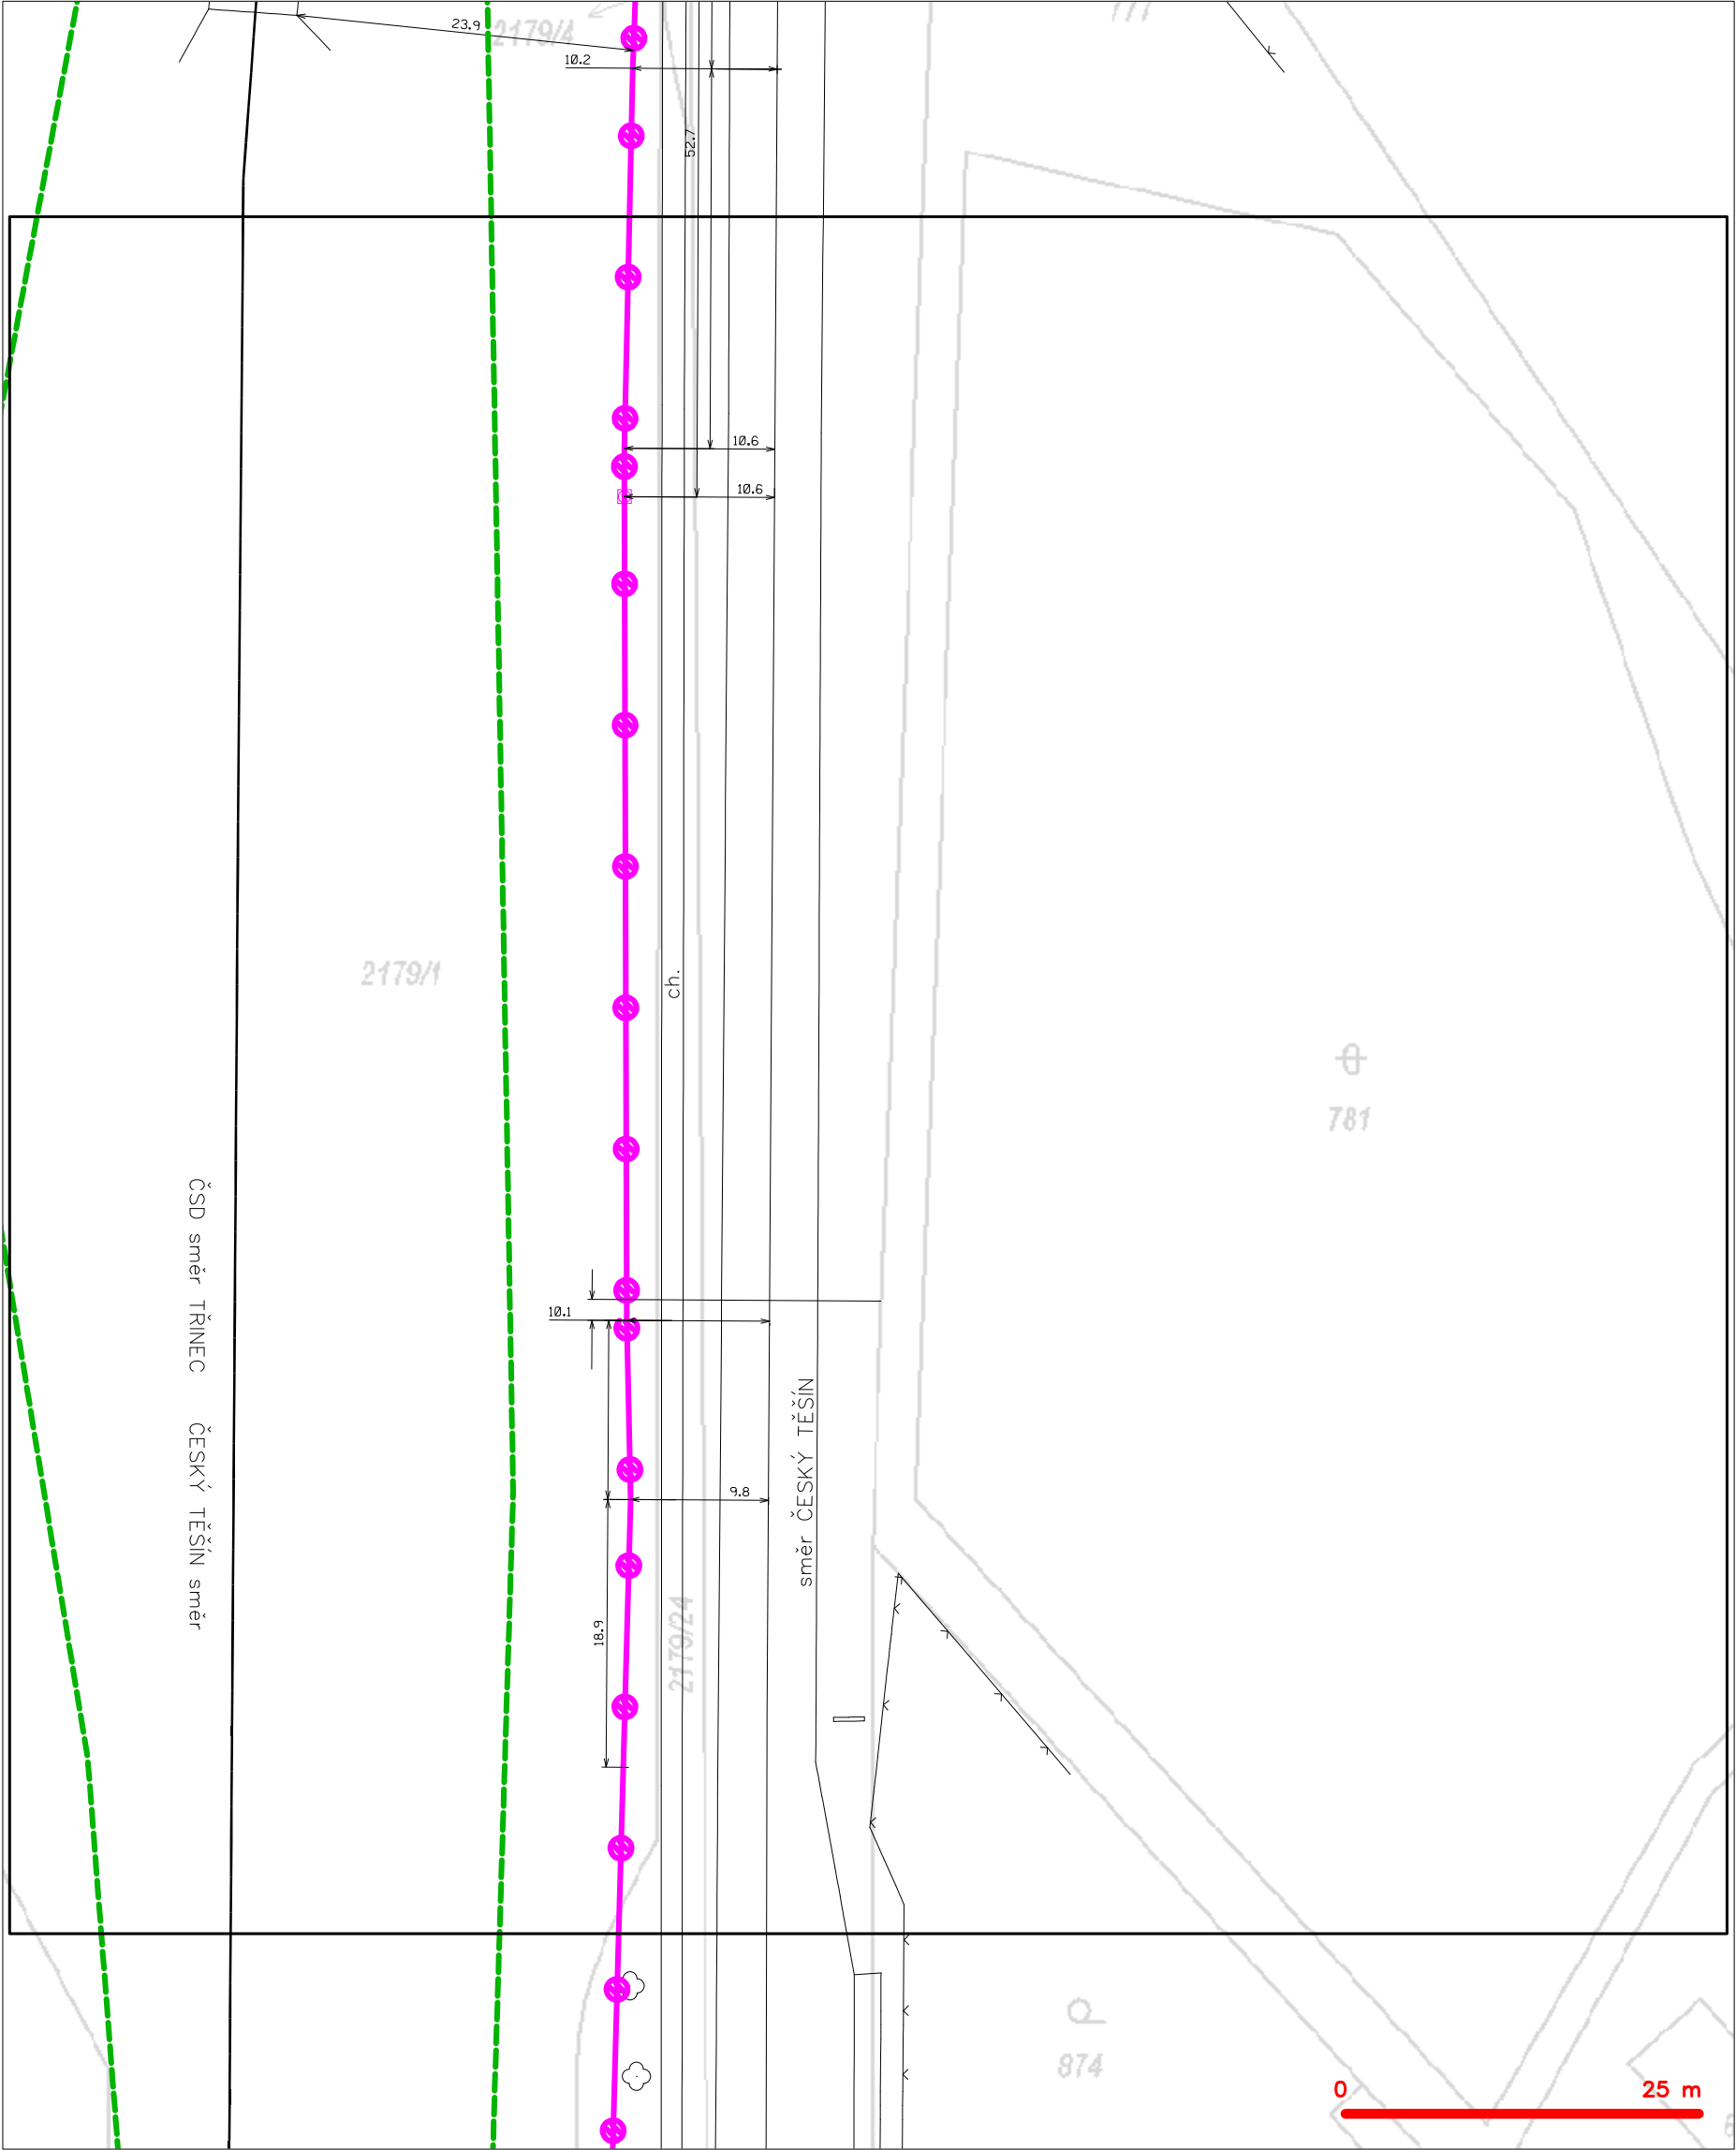 23.9
2179/4
10.2
52.7
10.6
10.6
2179/1
ch.
781
ČSD směr TŘINEC
ČESKÝ TĚŠÍN směr
10.1
směr ČESKÝ TĚŠÍN
9.8
18.9
2179/24
874
0 25 m